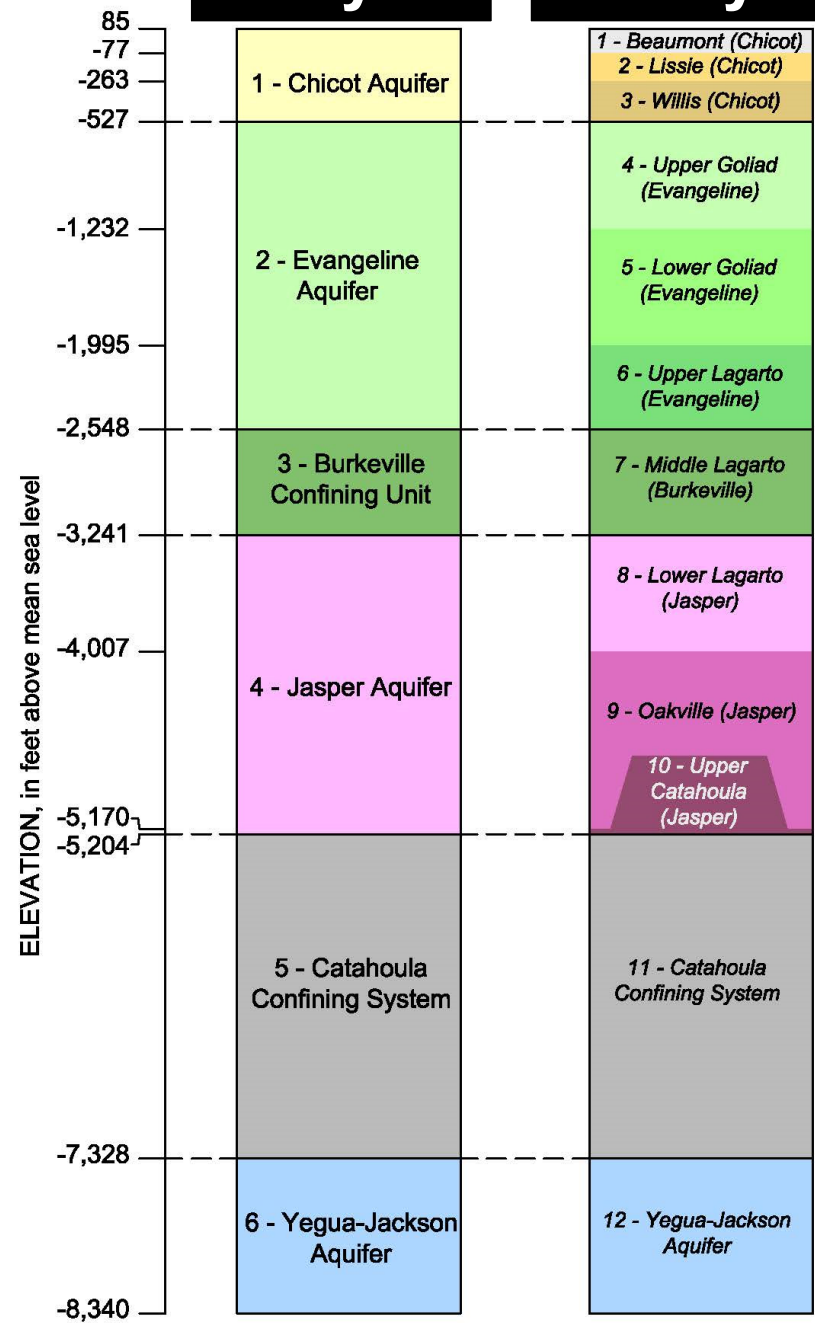 85
-77
-263
-527
-1,232
-1,995
-2,548
-3,241
-4,007
-5,170
-5,204
-7,328
-8,340
ELEVATION, in feet above mean sea level
1 - Chicot Aquifer
2 - Evangeline
Aquifer
3 - Burkeville
Confining Unit
4 - Jasper Aquifer
5 - Catahoula
Confining System
6 - Yegua-Jackson
Aquifer
1 - Beaumont (Chicot)
2 - Lissie (Chicot)
3 - Willis (Chicot)
4 - Upper Goliad
(Evangeline)
5 - Lower Goliad
(Evangeline)
6 - Upper Lagarto
(Evangeline)
7 - Middle Lagarto
(Burkeville)
8 - Lower Lagarto
(Jasper)
9 - Oakville (Jasper)
10 - Upper
Catahoula
(Jasper)
11 - Catahoula
Confining System
12 - Yegua-Jackson
Aquifer